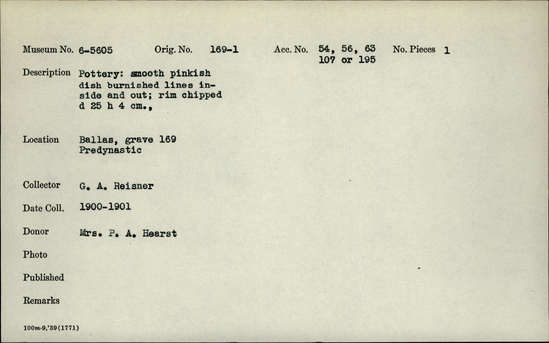 Museum No. 6-5605 Orig. No. 169-1 Acc. No. 54, 56, 63 No. Pieces 1
107 or 195
Description Pottery: smooth pinkish
dish burnished lines in-
side and out; rim chipped
d 25 h 4 cm.,
Location Ballas, grave 169
Predynastic
Collector G. A. Reisner
Date Coll. 1900-1901
Donor Mrs. P. A. Hearst
Photo
Published
Remarks
100m-9,'39(1771)